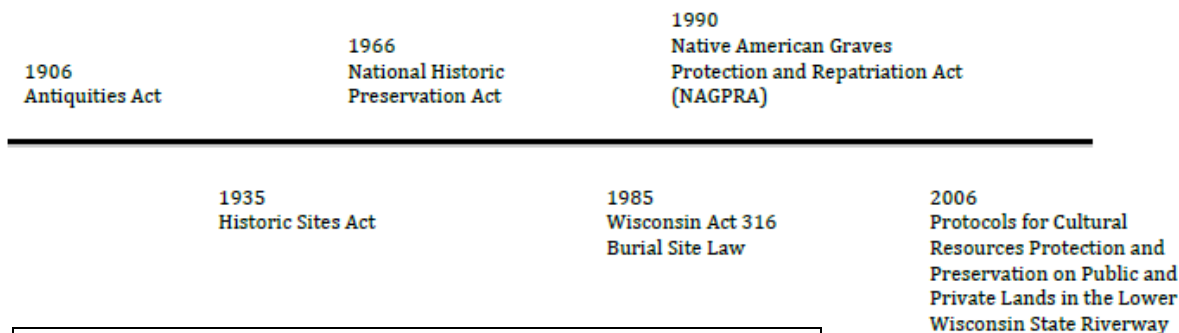 1906
Antiquities Act
1966
National Historic
Preservation Act
1990
Native American Graves
Protection and Repatriation Act
(NAGPRA)
1935
Historic Sites Act
1985
Wisconsin Act 316
Burial Site Law
2006
Protocols for Cultural
Resources Protection and
Preservation on Public and
Private Lands in the Lower
Wisconsin State Riverway